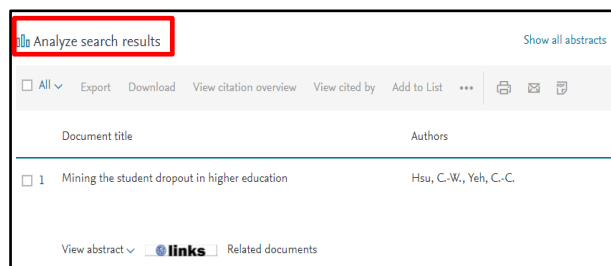 Analyze search results Show all abstracts
All Export Download View citation overview View cited by Add to List •••
Document title Authors
1 Mining the student dropout in higher education Hsu, C.-W., Yeh, C.-C.
View abstract links Related documents